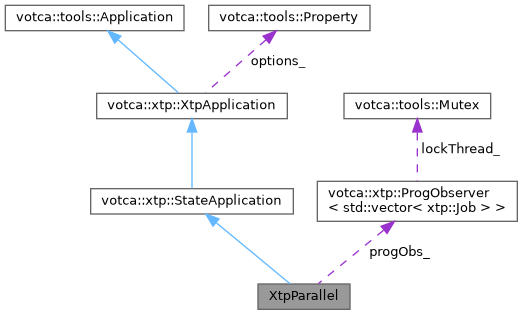 votca::tools::Application
votca::tools::Property
options_
votca::xtp::XtpApplication
votca::tools::Mutex
lockThread_
votca::xtp::StateApplication
votca::xtp::ProgObserver
< std::vector< xtp::Job > >
progObs_
XtpParallel